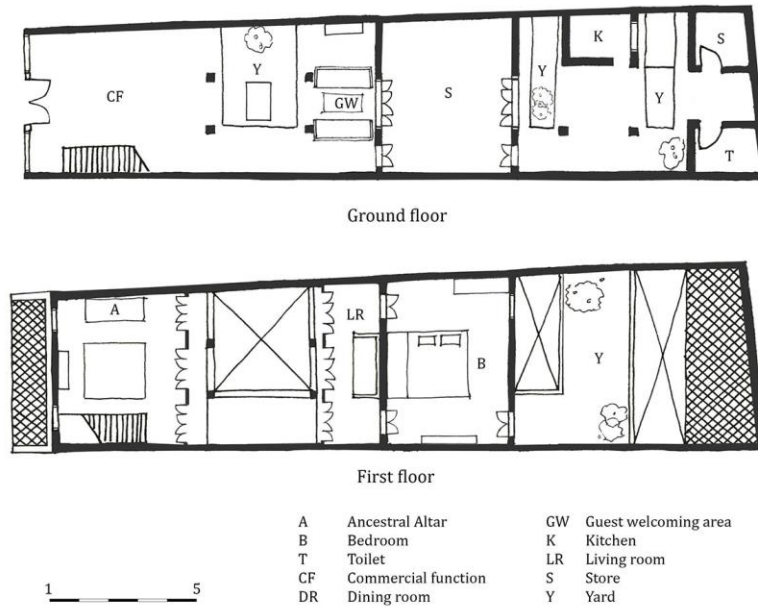 CF
Y
GW
S
Y
K
Y
S
T
Ground floor
A
LR
B
Y
First floor
A Ancestral Altar
B Bedroom
T Toilet
CF Commercial function
DR Dining room
GW Guest welcoming area
K Kitchen
LR Living room
S Store
Y Yard
1 5